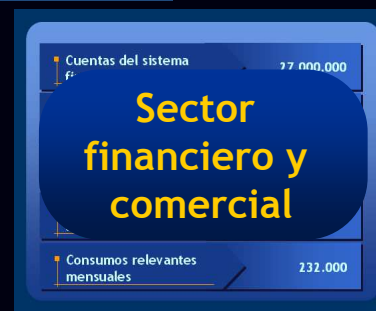 Cuentas del sistema
27.000.000
Sector
financiero y
comercial
Consumos relevantes
mensuales
232.000